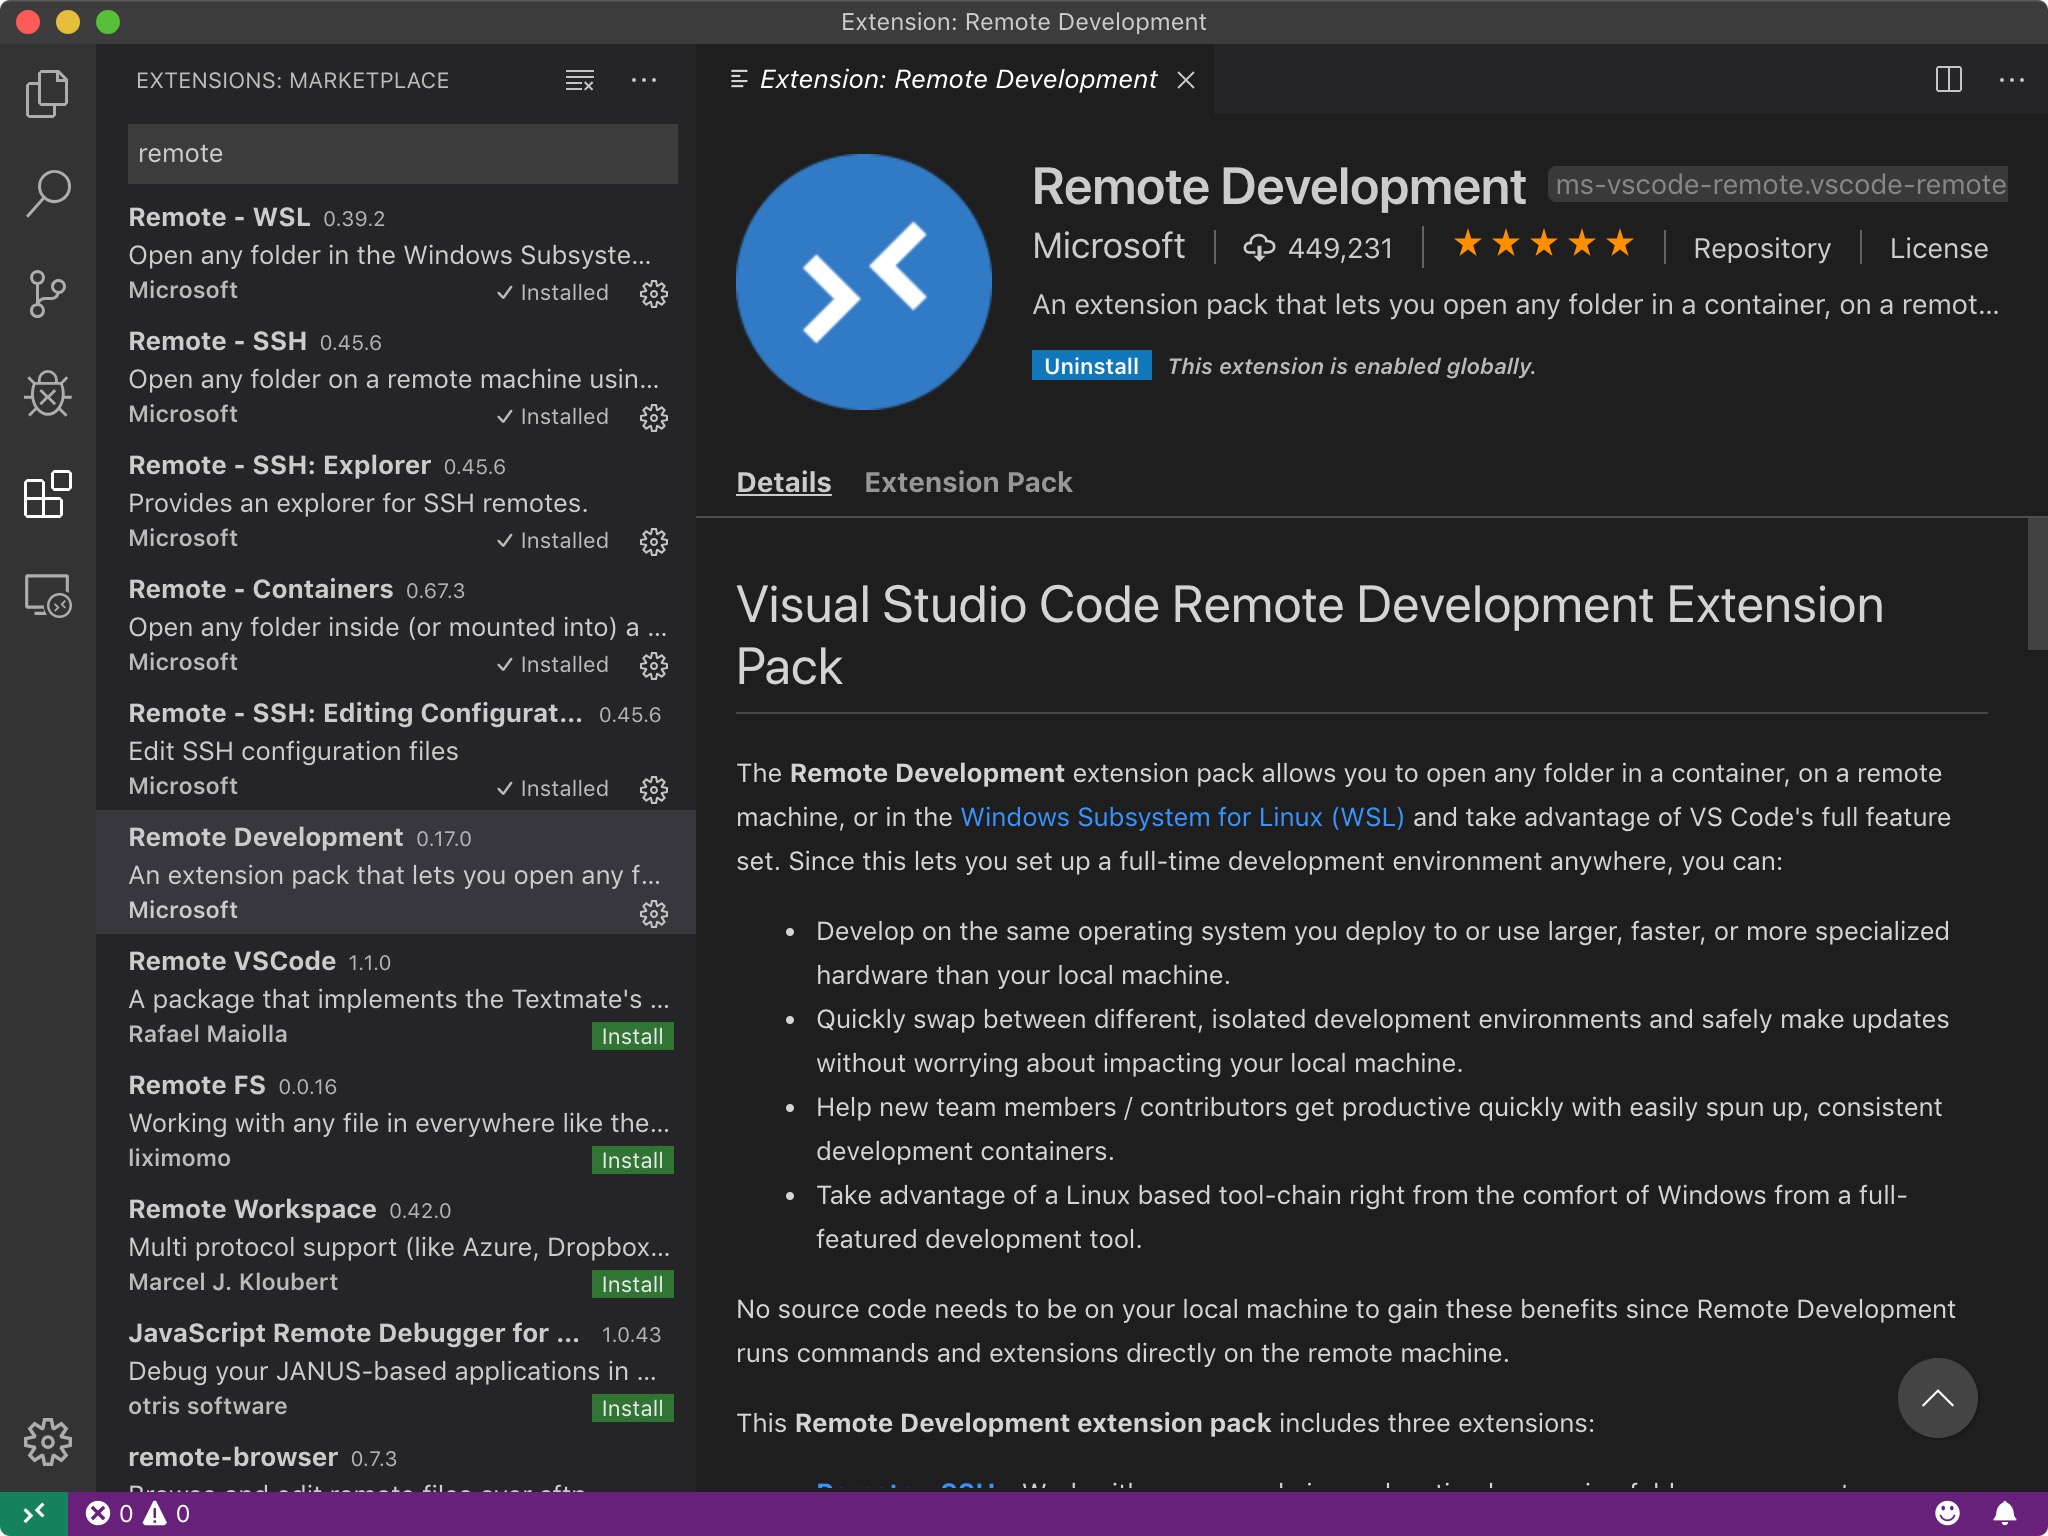 Extension: Remote Development
EXTENSIONS: MARKETPLACE
remote
Remote - WSL 0.39.2
Open any folder in the Windows Subsyste...
Microsoft Installed
Remote - SSH 0.45.6
Open any folder on a remote machine usin...
Microsoft Installed
Remote - SSH: Explorer 0.45.6
Provides an explorer for SSH remotes.
Microsoft Installed
Remote - Containers 0.67.3
Open any folder inside (or mounted into) a ...
Microsoft Installed
Remote - SSH: Editing Configurat... 0.45.6
Edit SSH configuration files
Microsoft Installed
Remote Development 0.17.0
An extension pack that lets you open any f...
Microsoft
Remote VSCode 1.1.0
A package that implements the Textmate's ...
Rafael Maiolla Install
Remote FS 0.0.16
Working with any file in everywhere like the...
liximomo Install
Remote Workspace 0.42.0
Multi protocol support (like Azure, Dropbox...
Marcel J. Kloubert Install
JavaScript Remote Debugger for ... 1.0.43
Debug your JANUS-based applications in ...
otris software Install
remote-browser 0.7.3
Browse and edit remote files over sftp
Extension: Remote Development
Remote Development ms-vscode-remote.vscode-remote
Microsoft 449,231 Repository License
An extension pack that lets you open any folder in a container, on a remot...
Uninstall This extension is enabled globally.
Details Extension Pack
Visual Studio Code Remote Development Extension
Pack
The Remote Development extension pack allows you to open any folder in a container, on a remote
machine, or in the Windows Subsystem for Linux (WSL) and take advantage of VS Code's full feature
set. Since this lets you set up a full-time development environment anywhere, you can:
• Develop on the same operating system you deploy to or use larger, faster, or more specialized
hardware than your local machine.
• Quickly swap between different, isolated development environments and safely make updates
without worrying about impacting your local machine.
• Help new team members / contributors get productive quickly with easily spun up, consistent
development containers.
• Take advantage of a Linux based tool-chain right from the comfort of Windows from a full-
featured development tool.
No source code needs to be on your local machine to gain these benefits since Remote Development
runs commands and extensions directly on the remote machine.
This Remote Development extension pack includes three extensions:
Remote - SSH
0 0